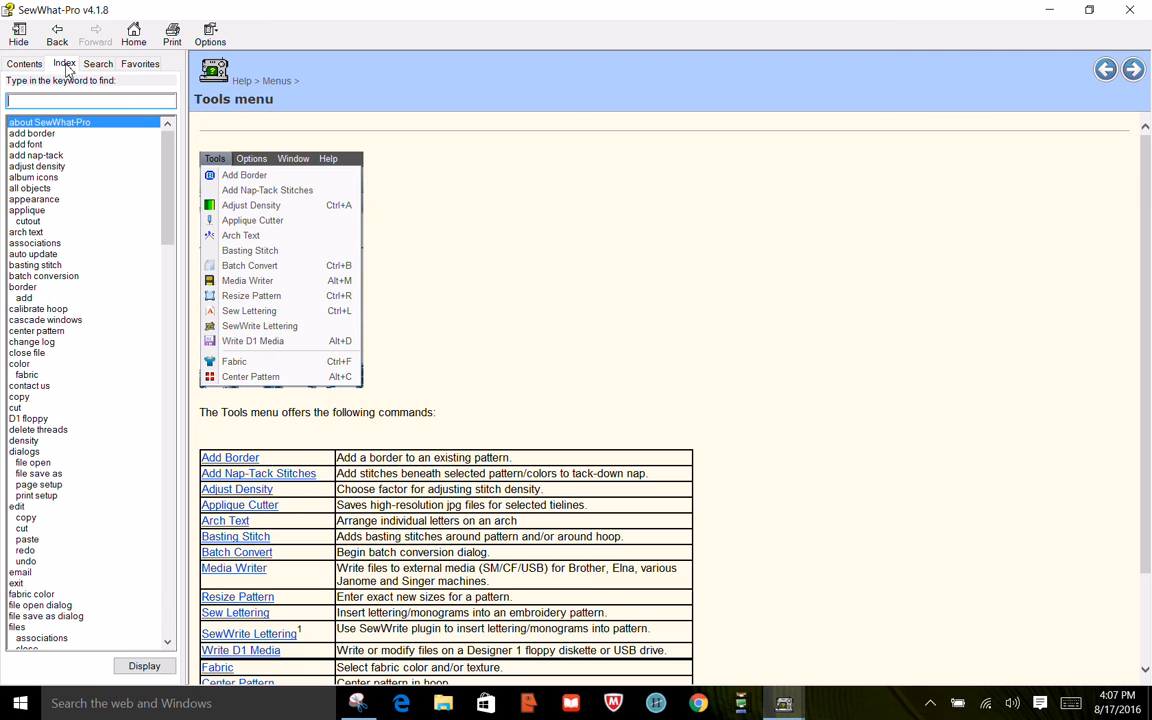 SewWhat-Pro v4.1.8
Hide Back Forward Home Print Options
Contents Index Search Favorites
Type in the keyword to find:
about SewWhat-Pro
add border
add font
add nap-tack
adjust density
album icons
all objects
appearance
applique
cutout
arch text
associations
auto update
basting stitch
batch conversion
border
add
calibrate hoop
cascade windows
center pattern
change log
close file
color
fabric
contact us
copy
cut
D1 floppy
delete threads
density
dialogs
file open
file save as
page setup
print setup
edit
copy
cut
paste
redo
undo
email
exit
fabric color
file open dialog
file save as dialog
files
associations
close
Display
Help > Menus >
Tools menu
Tools Options Window Help
Add Border
Add Nap-Tack Stitches
Adjust Density Ctrl+A
Applique Cutter
Arch Text
Basting Stitch
Batch Convert Ctrl+B
Media Writer Alt+M
Resize Pattern Ctrl+R
Sew Lettering Ctrl+L
SewWrite Lettering
Write D1 Media Alt+D
Fabric Ctrl+F
Center Pattern Alt+C
The Tools menu offers the following commands:
Add Border Add a border to an existing pattern.
Add Nap-Tack Stitches Add stitches beneath selected pattern/colors to tack-down nap.
Adjust Density Choose factor for adjusting stitch density.
Applique Cutter Saves high-resolution jpg files for selected tielines.
Arch Text Arrange individual letters on an arch
Basting Stitch Adds basting stitches around pattern and/or around hoop.
Batch Convert Begin batch conversion dialog.
Media Writer Write files to external media (SM/CF/USB) for Brother, Elna, various
Janome and Singer machines.
Resize Pattern Enter exact new sizes for a pattern.
Sew Lettering Insert lettering/monograms into an embroidery pattern.
SewWrite Lettering1 Use SewWrite plugin to insert lettering/monograms into pattern.
Write D1 Media Write or modify files on a Designer 1 floppy diskette or USB drive.
Fabric Select fabric color and/or texture.
Center Pattern Center pattern in hoop
Search the web and Windows
4:07 PM
8/17/2016